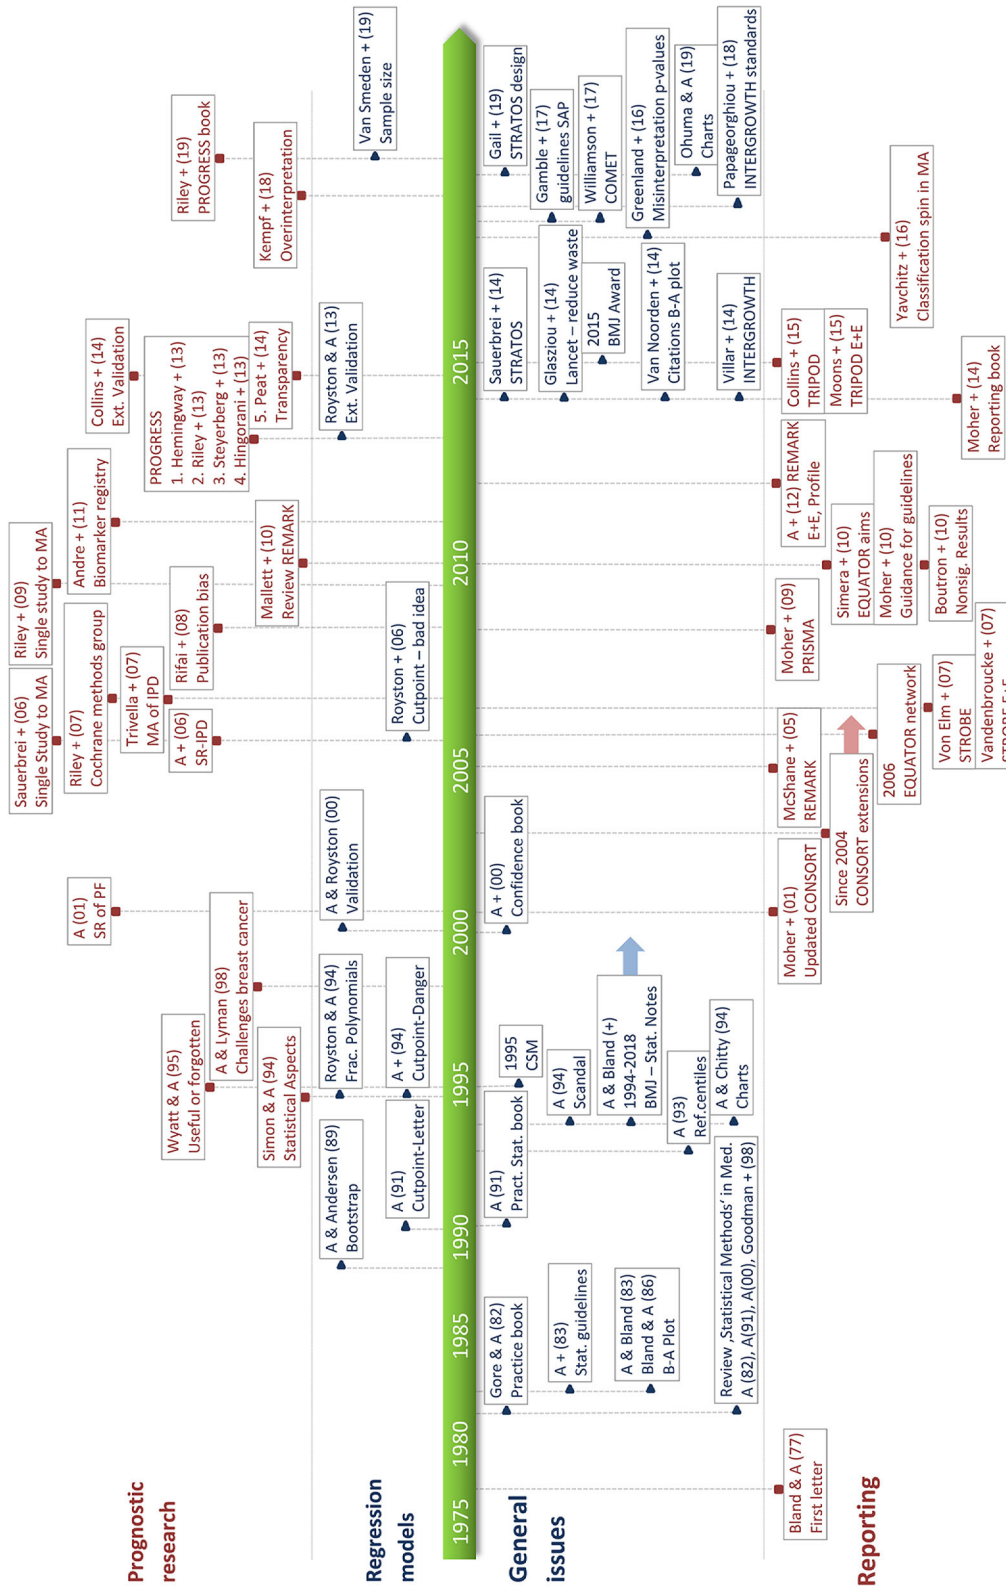 Prognostic
research
Sauerbrei + (06)
Single Study to MA
Riley + (09)
Single study to MA
Riley + (07)
Cochrane methods group
A (01)
SR of PF
Andre + (11)
Biomarker registry
Collins + (14)
Ext. Validation
Trivella + (07)
MA of IPD
PROGRESS
1. Hemingway + (13)
2. Riley + (13)
3. Steyerberg + (13)
4. Hingorani + (13)
5. Peat + (14)
Transparency
Wyatt & A (95)
Useful or forgotten
A + (06)
SR-IPD
Rifai + (08)
Publication bias
Riley + (19)
PROGRESS book
A & Lyman (98)
Challenges breast cancer
Simon & A (94)
Statistical Aspects
Mallett + (10)
Review REMARK
Kempf + (18)
Overinterpretation
Regression
models
A & Andersen (89)
Bootstrap
Royston & A (94)
Frac. Polynomials
A & Royston (00)
Validation
Royston & A (13)
Ext. Validation
Van Smeden + (19)
Sample size
A (91)
Cutpoint-Letter
A + (94)
Cutpoint-Danger
Royston + (06)
Cutpoint – bad idea
1975
1980
1985
1990
1995
2000
2005
2010
2015
General
issues
Gore & A (82)
Practice book
A (91)
Pract. Stat. book
1995
CSM
A + (00)
Confidence book
Sauerbrei + (14)
STRATOS
Gail + (19)
STRATOS design
A + (83)
Stat. guidelines
A (94)
Scandal
Glasziou + (14)
Lancet – reduce waste
Gamble + (17)
guidelines SAP
2015
BMJ Award
Williamson + (17)
COMET
A & Bland (83)
Bland & A (86)
B-A Plot
A & Bland (+)
1994-2018
BMJ – Stat. Notes
Van Noorden + (14)
Citations B-A plot
Greenland + (16)
Misinterpretation p-values
A (93)
Ref.centiles
Ohuma & A (19)
Charts
Review ‚Statistical Methods‘ in Med.
A (82), A(91), A(00), Goodman + (98)
A & Chitty (94)
Charts
Villar + (14)
INTERGROWTH
Papageorghiou + (18)
INTERGROWTH standards
Reporting
Bland & A (77)
First letter
Moher + (01)
Updated CONSORT
McShane + (05)
REMARK
Moher + (09)
PRISMA
A + (12) REMARK
E+E, Profile
Collins + (15)
TRIPOD
Moons + (15)
TRIPOD E+E
Since 2004
CONSORT extensions
Simera + (10)
EQUATOR aims
Moher + (10)
Guidance for guidelines
2006
EQUATOR network
Yavchitz + (16)
Classification spin in MA
Von Elm + (07)
STROBE
Boutron + (10)
Nonsig. Results
Vandenbroucke + (07)
STROBE E+E
Moher + (14)
Reporting book